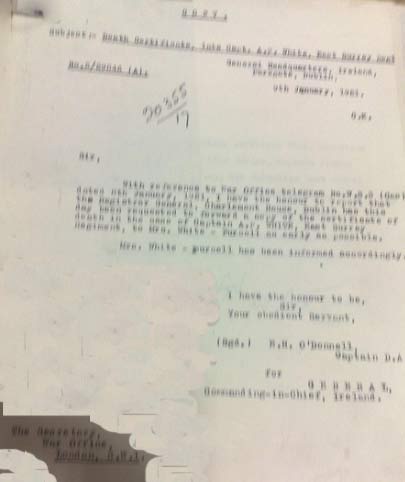 C O P Y.
Subject:- Death Certificate, late Capt. A.F. White, East Surrey Regt
General Headquarters, Ireland,
Parkgate, Dublin.
No. (A).
9th January, 1921.
20355
17
Sir,
With reference to War Office telegram No.
dated 8th January, 1921, I have the honour to report that
the Registrar General, Dublin has this
day been requested to forward a copy of the certificate of
death in the case of Captain A.F. WHITE, East Surrey
Regiment, to Mrs. White - Purcell as early as possible.
Mrs. White - Purcell has been informed accordingly.
I have the honour to be,
Sir,
Your obedient Servant,
(Sgd.) O'Donnell,
Captain D.A
for
G E N E R A L,
Commanding-in-Chief, Ireland.
The Secretary,
War Office,
London, S.W.1.